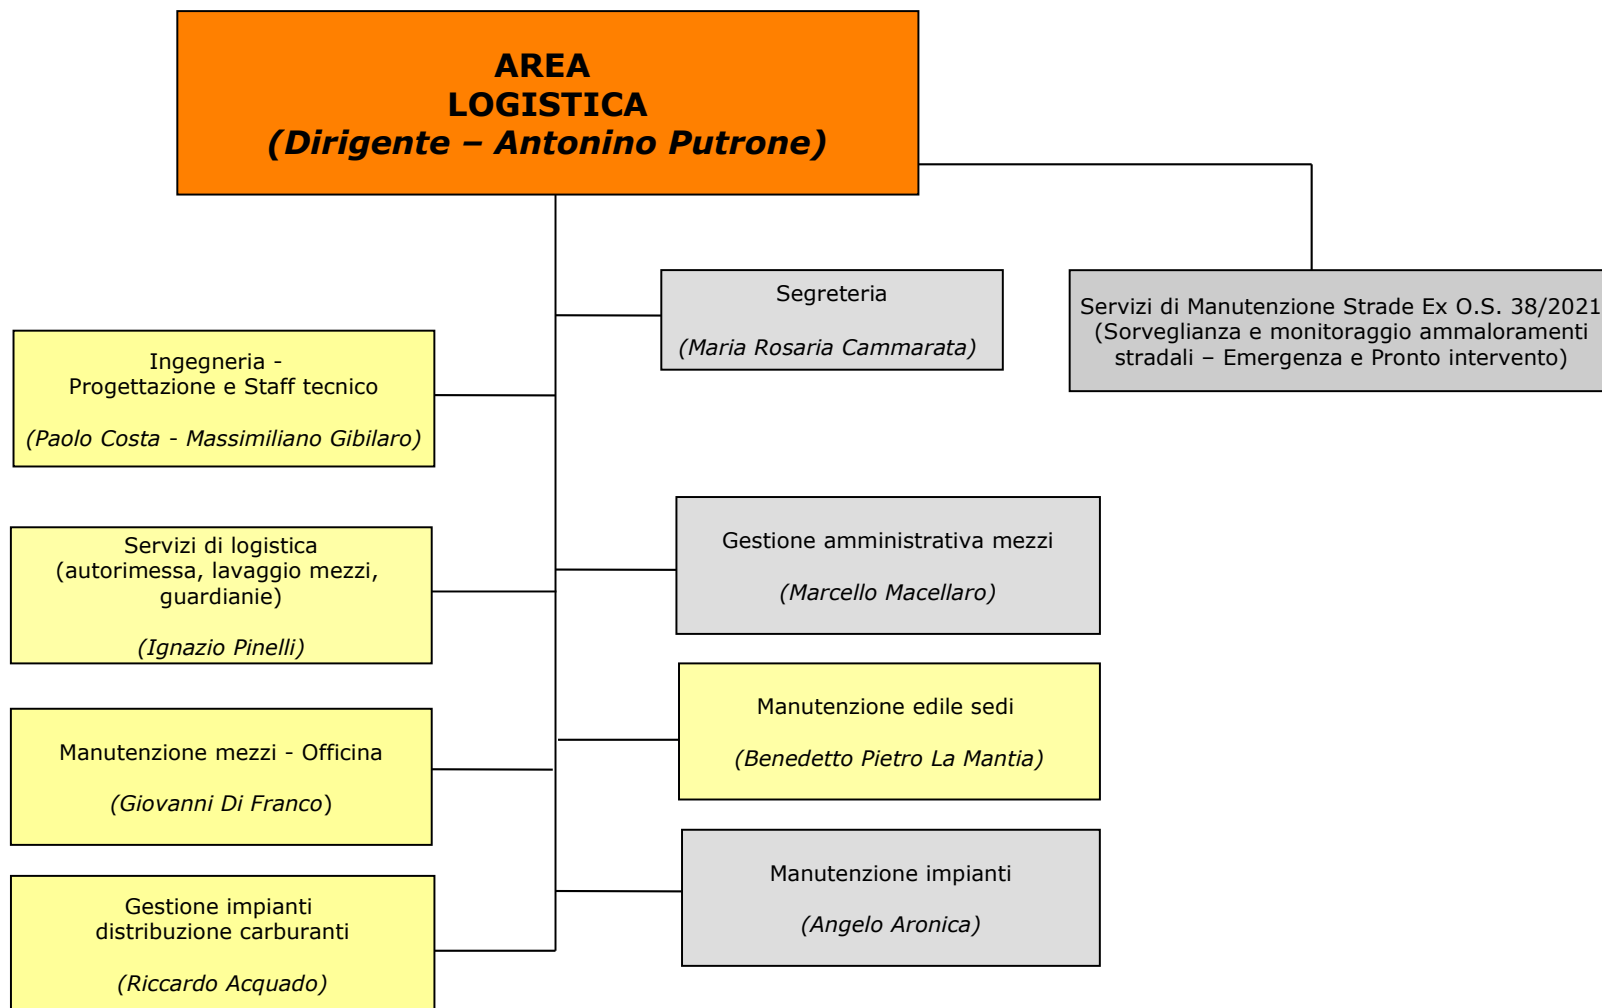 AREA
LOGISTICA
(Dirigente – Antonino Putrone)
Segreteria
(Maria Rosaria Cammarata)
Servizi di Manutenzione Strade Ex O.S. 38/2021
(Sorveglianza e monitoraggio ammaloramenti
stradali – Emergenza e Pronto intervento)
Ingegneria -
Progettazione e Staff tecnico
(Paolo Costa - Massimiliano Gibilaro)
Gestione amministrativa mezzi
(Marcello Macellaro)
Servizi di logistica
(autorimessa, lavaggio mezzi,
guardianie)
(Ignazio Pinelli)
Manutenzione edile sedi
(Benedetto Pietro La Mantia)
Manutenzione mezzi - Officina
(Giovanni Di Franco)
Manutenzione impianti
(Angelo Aronica)
Gestione impianti
distribuzione carburanti
(Riccardo Acquado)